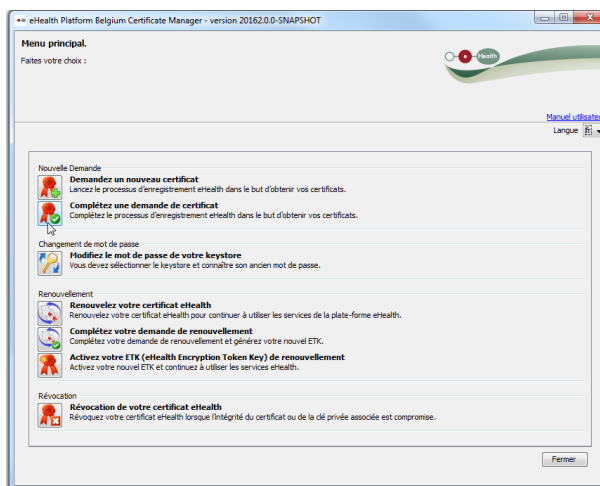 eHealth Platform Belgium Certificate Manager - version 20162.0.0-SNAPSHOT
Menu principal.
Faites votre choix :
Health
Manuel utilisate
Langue fr
Nouvelle Demande
Demandez un nouveau certificat
Lancez le processus d'enregistrement eHealth dans le but d'obtenir vos certificats.
Complétez une demande de certificat
Complétez le processus d'enregistrement eHealth dans le but d'obtenir vos certificats.
Changement de mot de passe
Modifiez le mot de passe de votre keystore
Vous devez sélectionner le keystore et connaître son ancien mot de passe.
Renouvellement
Renouvelez votre certificat eHealth
Renouvelez votre certificat eHealth pour continuer à utiliser les services de la plate-forme eHealth.
Complétez votre demande de renouvellement
Complétez votre demande de renouvellement et générez votre nouvel ETK.
Activez votre ETK (eHealth Encryption Token Key) de renouvellement
Activez votre nouvel ETK et continuez à utiliser les services eHealth.
Révocation
Révocation de votre certificat eHealth
Révoquez votre certificat eHealth lorsque l'intégrité du certificat ou de la clé privée associée est compromise.
Fermer